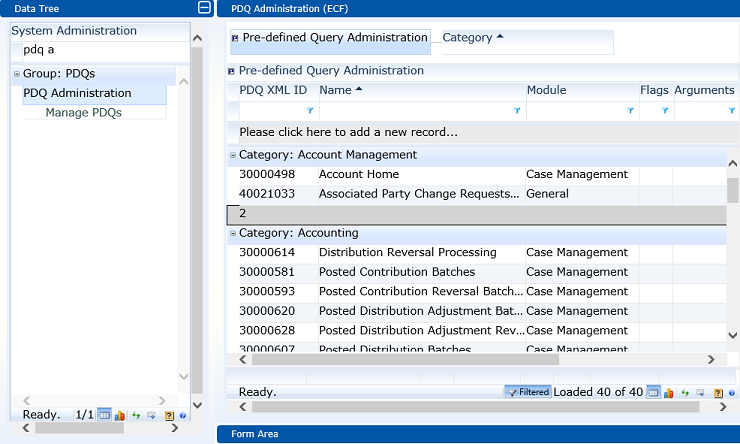 Data Tree
System Administration
pdq a
Group: PDQs
PDQ Administration
Manage PDQs
Ready. 1/1
PDQ Administration (ECF)
Pre-defined Query Administration Category
Pre-defined Query Administration
PDQ XML ID Name Module Flags Arguments
Please click here to add a new record...
Category: Account Management
30000498 Account Home Case Management
40021033 Associated Party Change Requests... General
2
Category: Accounting
30000614 Distribution Reversal Processing Case Management
30000581 Posted Contribution Batches Case Management
30000593 Posted Contribution Reversal Batch... Case Management
30000620 Posted Distribution Adjustment Bat... Case Management
30000628 Posted Distribution Adjustment Rev... Case Management
30000607 Posted Distribution Batches Case Management
Ready. Filtered Loaded 40 of 40
Form Area